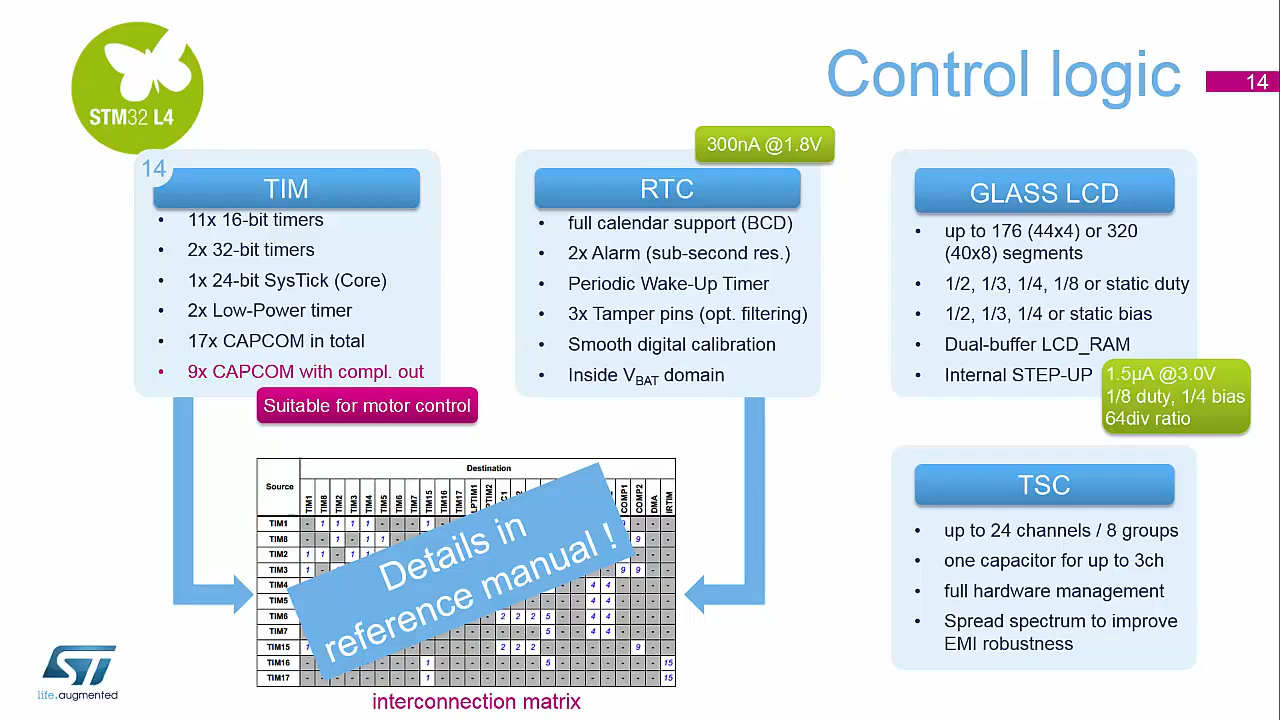 STM32 L4
Control logic
14
14
TIM
11x 16-bit timers
2x 32-bit timers
1x 24-bit SysTick (Core)
2x Low-Power timer
17x CAPCOM in total
9x CAPCOM with compl. out
Suitable for motor control
300nA @1.8V
RTC
full calendar support (BCD)
2x Alarm (sub-second res.)
Periodic Wake-Up Timer
3x Tamper pins (opt. filtering)
Smooth digital calibration
Inside VBAT domain
GLASS LCD
up to 176 (44x4) or 320
(40x8) segments
1/2, 1/3, 1/4, 1/8 or static duty
1/2, 1/3, 1/4 or static bias
Dual-buffer LCD_RAM
Internal STEP-UP
1.5µA @3.0V
1/8 duty, 1/4 bias
64div ratio
TSC
up to 24 channels / 8 groups
one capacitor for up to 3ch
full hardware management
Spread spectrum to improve
EMI robustness
Destination
Source
TIM1 TIM8 TIM2 TIM3 TIM4 TIM5 TIM6 TIM7 TIM15 TIM16 TIM17 LPTIM1 COMP1 COMP2 DMA IRTIM
TIM1 - 1 1 1 1 - - - 1 - -
TIM8
TIM2
TIM3
TIM4
TIM5
TIM6
TIM7
TIM15
TIM16
TIM17
Details in
reference manual !
interconnection matrix
ST
life.augmented